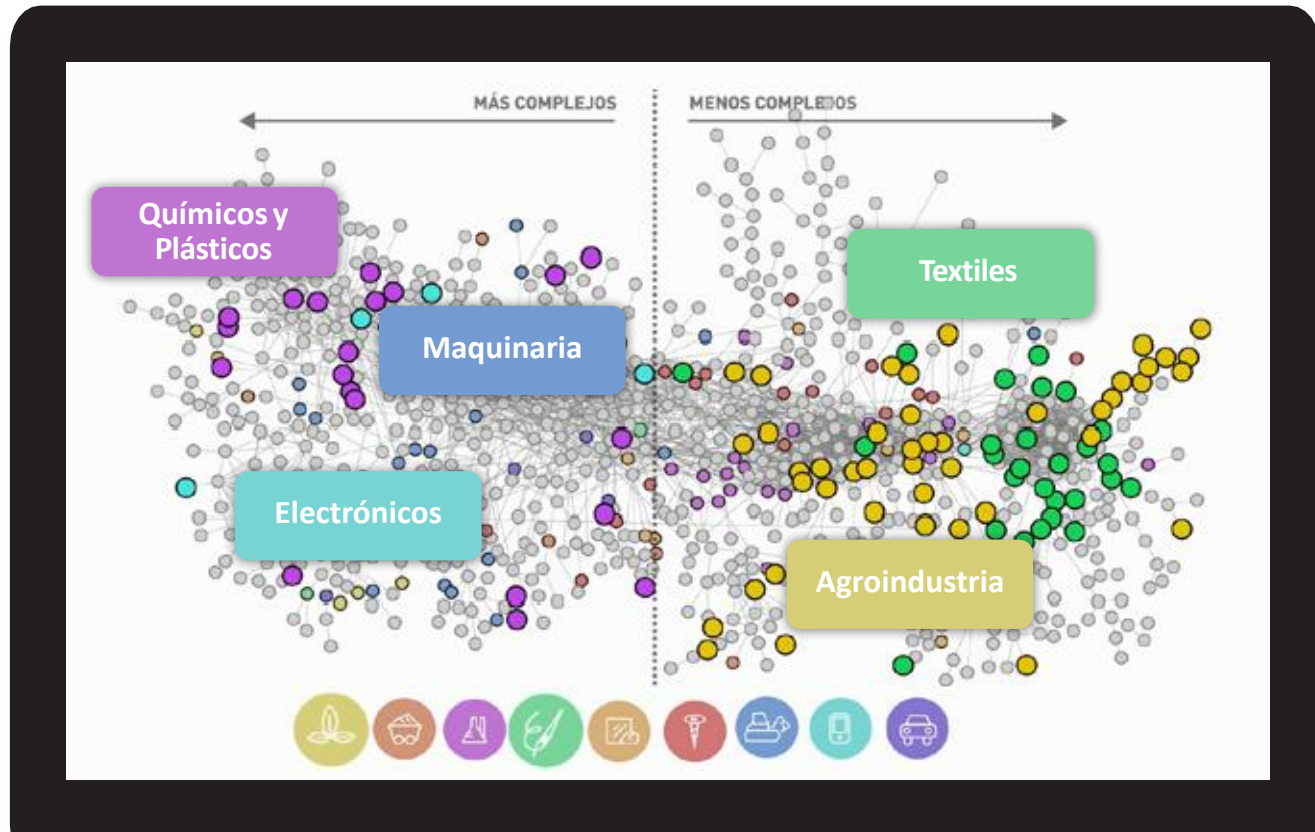 MÁS COMPLEJOS
MENOS COMPLEJOS
Químicos y
Plásticos
Textiles
Maquinaria
Electrónicos
Agroindustria